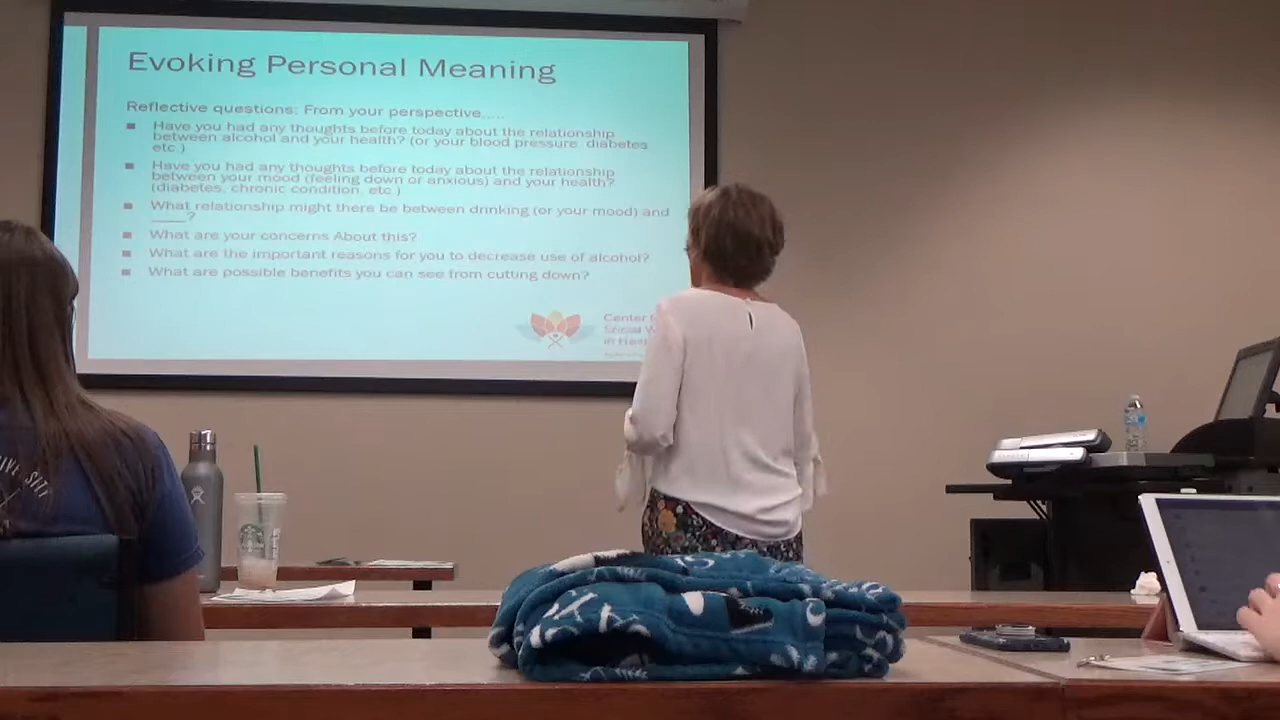 Evoking Personal Meaning
Reflective questions: From your perspective.....
Have you had any thoughts before today about the relationship
between alcohol and your health? (or your blood pressure, diabetes
etc.)
Have you had any thoughts before today about the relationship
between your mood (feeling down or anxious) and your health?
(diabetes, chronic condition, etc.)
What relationship might there be between drinking (or your mood) and
_____?
What are your concerns About this?
What are the important reasons for you to decrease use of alcohol?
What are possible benefits you can see from cutting down?
Center
Social W
in Heal